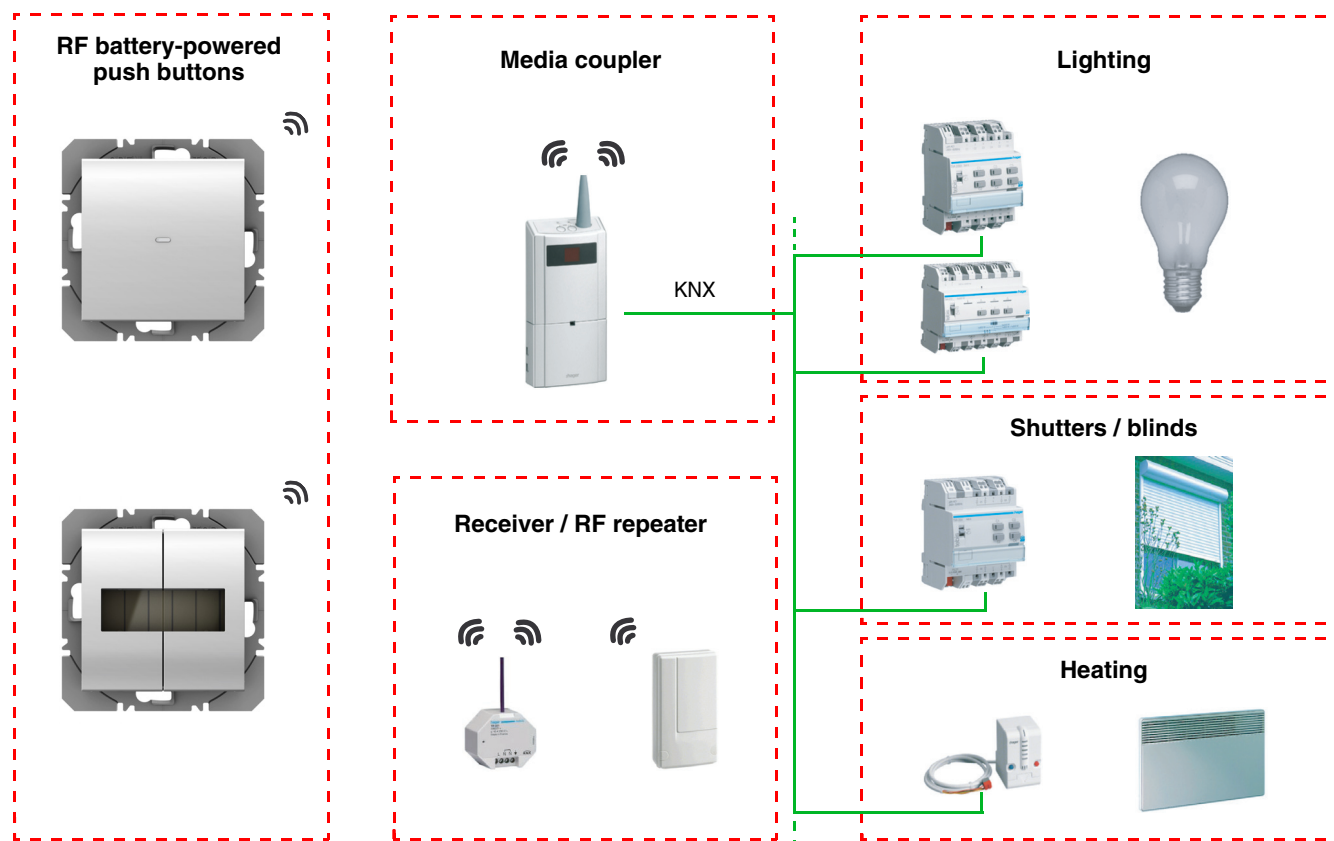 RF battery-powered
push buttons
Media coupler
KNX
Receiver / RF repeater
Lighting
Shutters / blinds
Heating